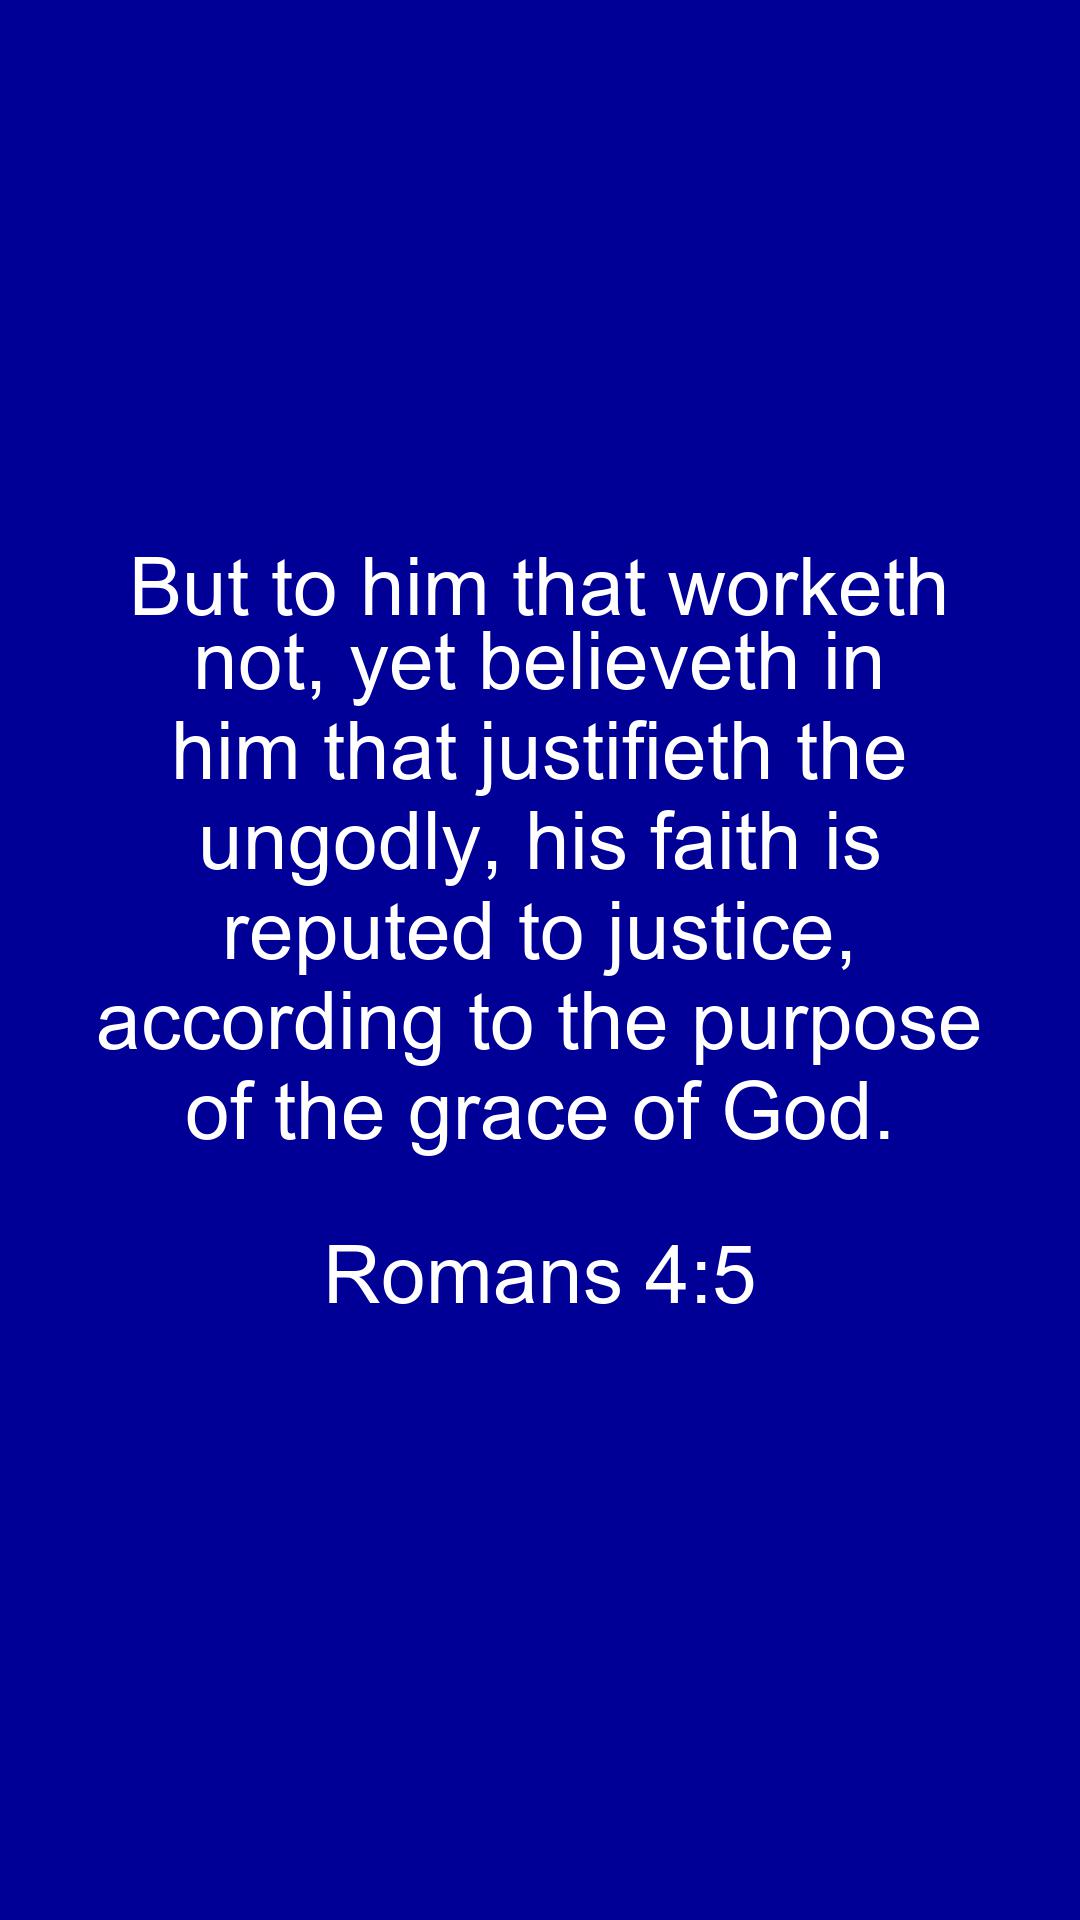 But to him that worketh
not, yet believeth in
him that justifieth the
ungodly, his faith is
reputed to justice,
according to the purpose
of the grace of God.
Romans 4:5